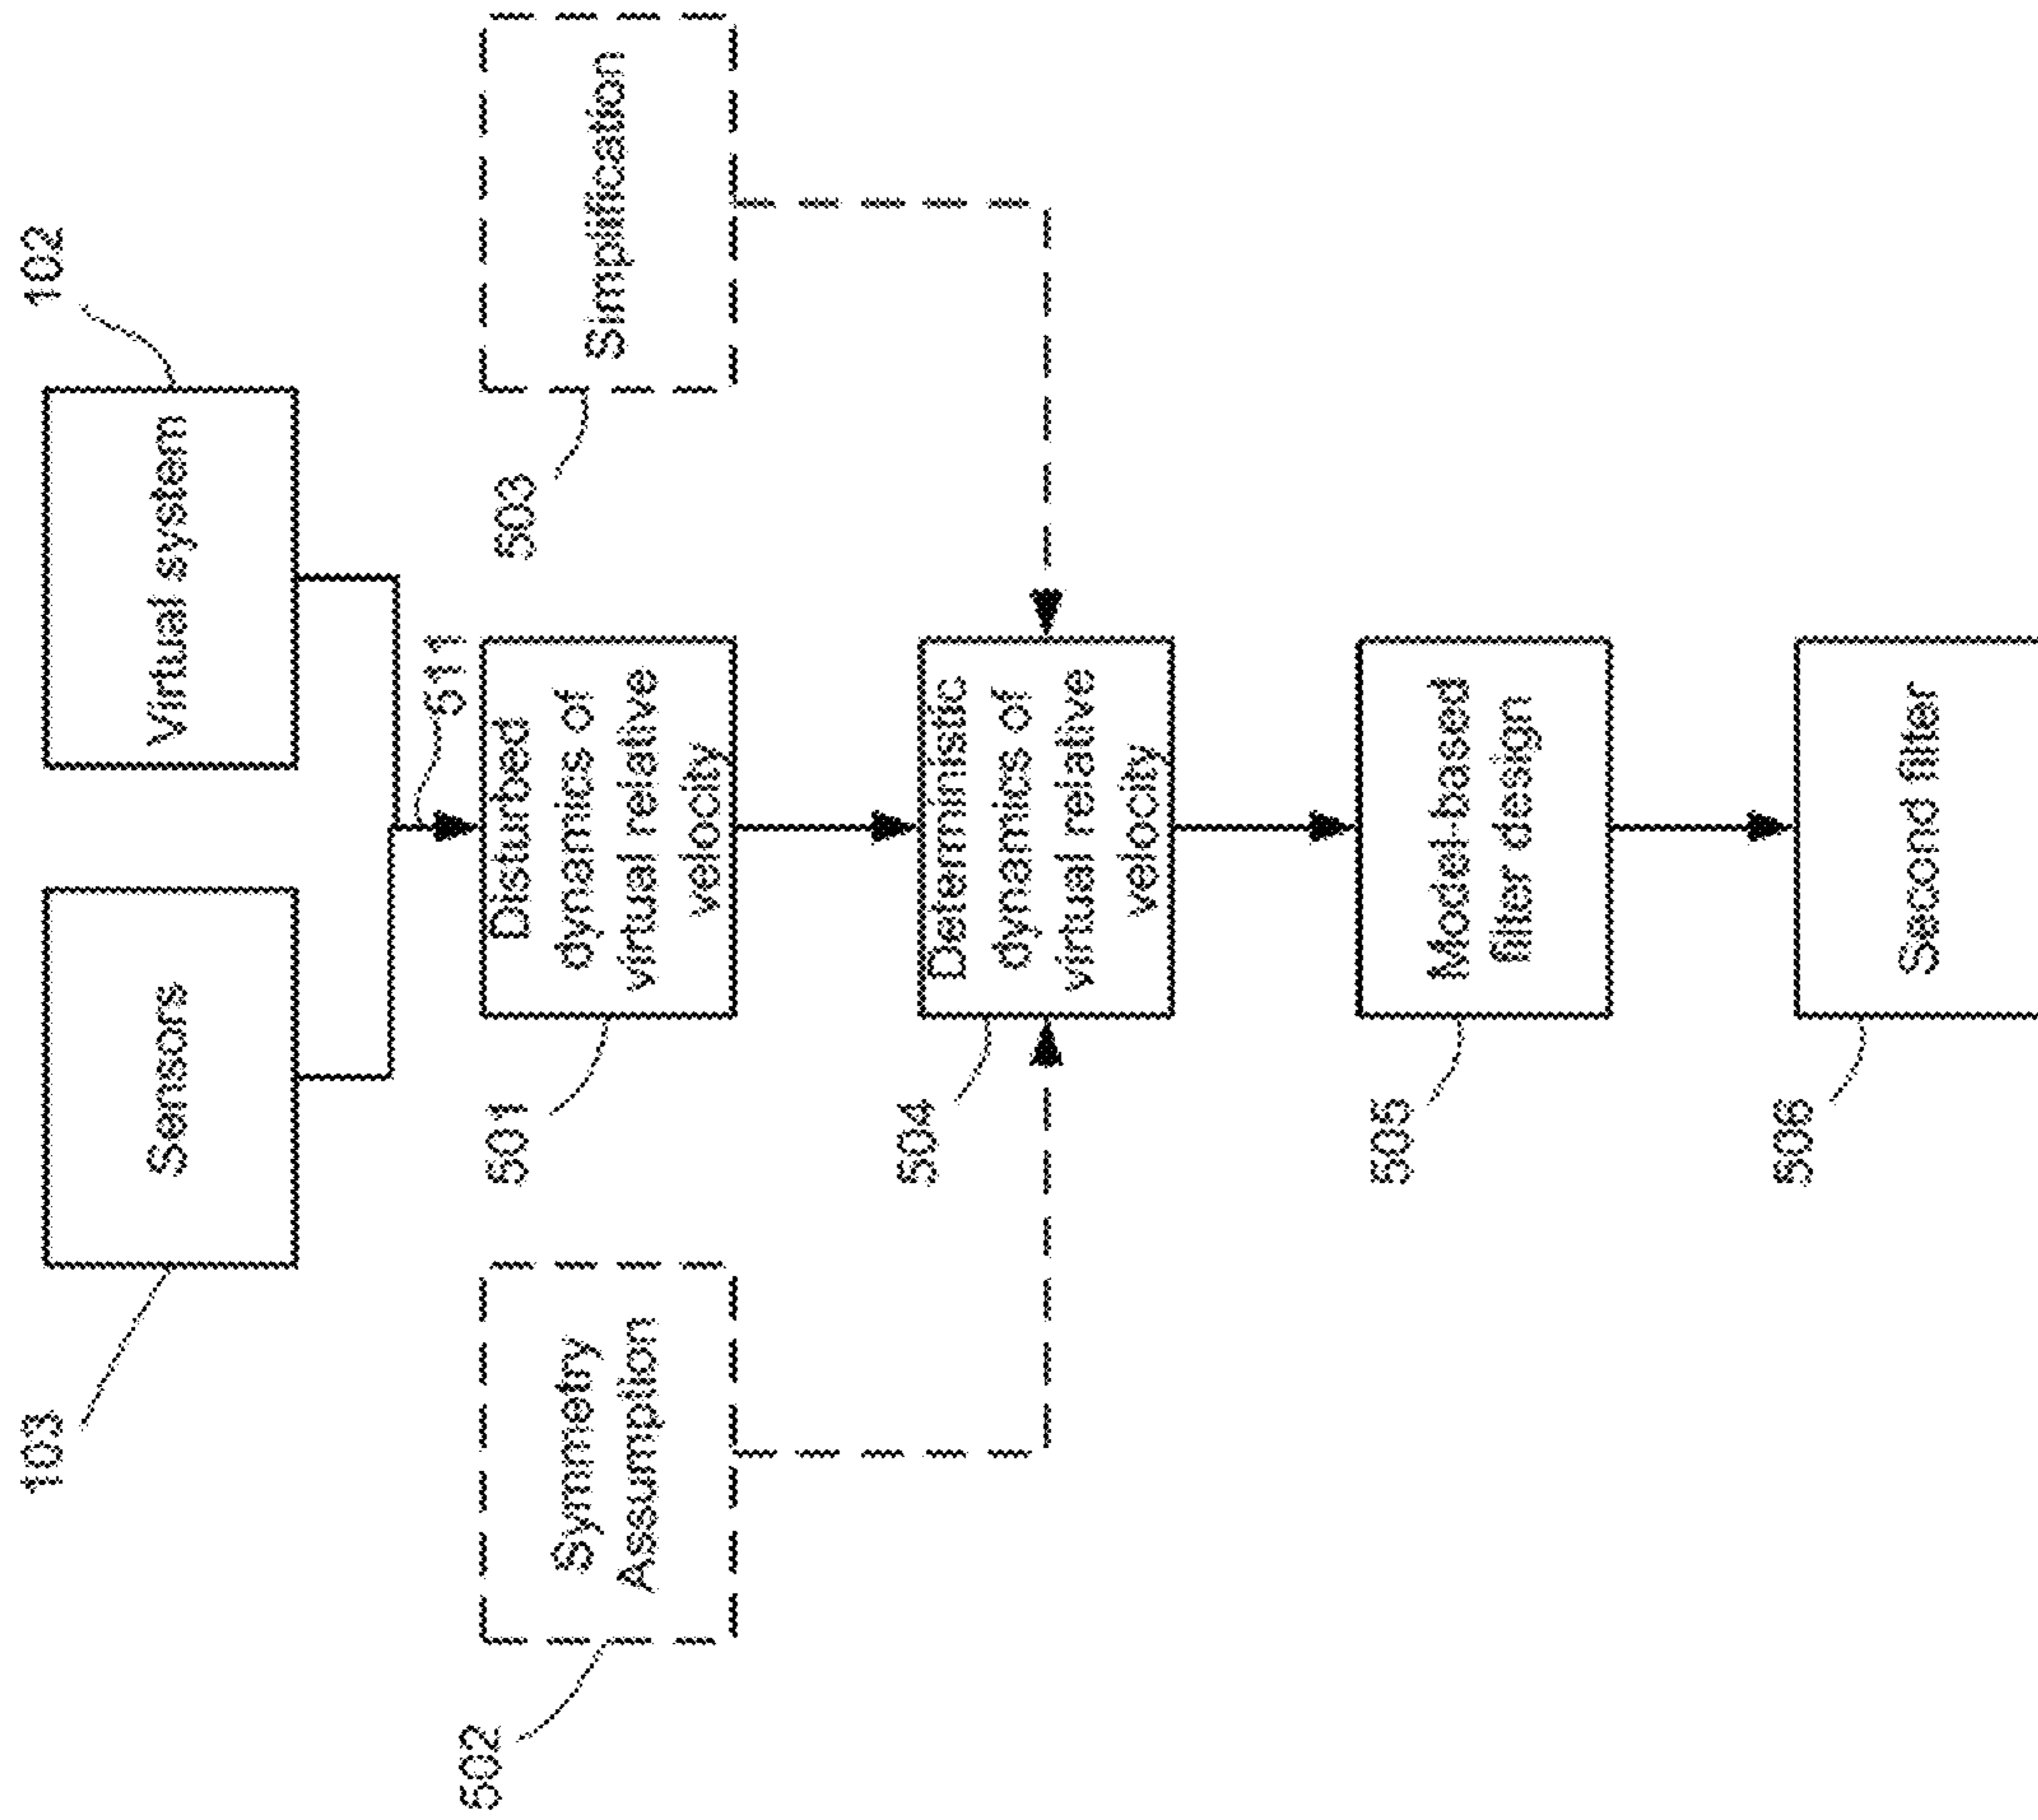 103
Sensors
Virtual system
102
511
502
Symmetry
Assumption
501
Disturbed
dynamics of
virtual relative
velocity
503
Simplification
504
Deterministic
dynamics of
virtual relative
velocity
505
Model-based
filter design
506
Second filter